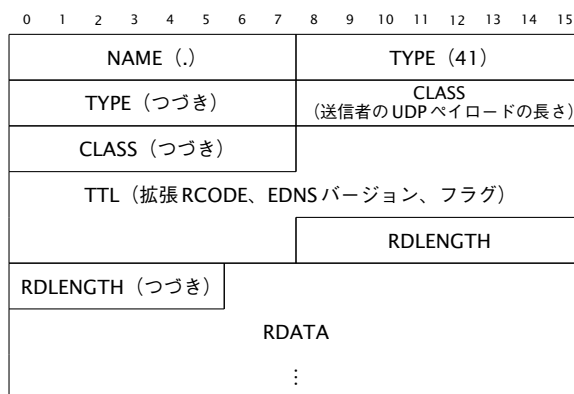 0 1 2 3 4 5 6 7 8 9 10 11 12 13 14 15
NAME（.） TYPE（41）
TYPE（つづき） CLASS
（送信者のUDPペイロードの長さ）
CLASS（つづき）
TTL（拡張RCODE、EDNSバージョン、フラグ）
RDLENGTH
RDLENGTH（つづき）
RDATA
⋮